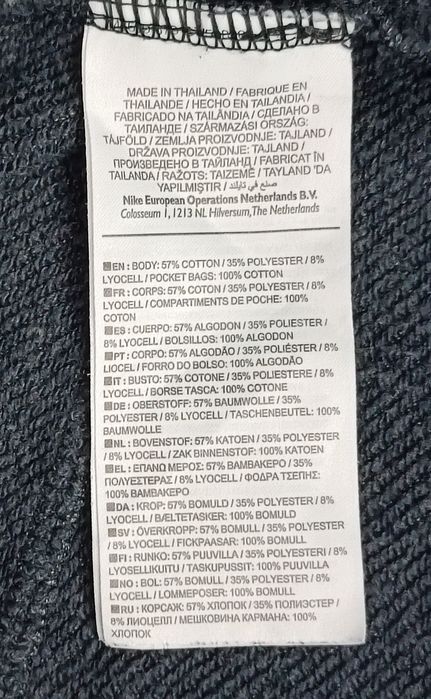 MADE IN THAILAND / FABRIQUE EN
THAILANDE / HECHO EN TAILANDIA /
FABRICADO NA TAILÂNDIA / СДЕЛАНО В
ТАИЛАНДЕ / SZÁRMAZÁSI ORSZÁG:
TÁJFÖLD / ZEMLJA PROIZVODNJE: TAJLAND /
DRŽAVA PROIZVODNJE: TAJLAND /
ПРОИЗВЕДЕНО В ТАЙЛАНД / FABRICAT ÎN
TAILANDA / RAŽOTS: TAIZEMĒ / TAYLAND 'DA
YAPILMIŞTIR / صنع في تايلند
Nike European Operations Netherlands B.V.
Colosseum 1, 1213 NL Hilversum, The Netherlands
EN : BODY: 57% COTTON / 35% POLYESTER / 8%
LYOCELL / POCKET BAGS: 100% COTTON
FR : CORPS: 57% COTON / 35% POLYESTER / 8%
LYOCELL / COMPARTIMENTS DE POCHE: 100%
COTON
ES : CUERPO: 57% ALGODON / 35% POLIESTER /
8% LYOCELL / BOLSILLOS: 100% ALGODON
PT : CORPO: 57% ALGODÃO / 35% POLIÉSTER / 8%
LIOCEL / FORRO DO BOLSO: 100% ALGODÃO
IT : BUSTO: 57% COTONE / 35% POLIESTERE / 8%
LYOCELL / BORSE TASCA: 100% COTONE
DE : OBERSTOFF: 57% BAUMWOLLE / 35%
POLYESTER / 8% LYOCELL / TASCHENBEUTEL: 100%
BAUMWOLLE
NL : BOVENSTOF: 57% KATOEN / 35% POLYESTER
/ 8% LYOCELL / ZAK BINNENSTOF: 100% KATOEN
EL : ΕΠΑΝΩ ΜΕΡΟΣ: 57% ΒΑΜΒΑΚΕΡΟ / 35%
ΠΟΛΥΕΣΤΕΡΑΣ / 8% LYOCELL / ΦΟΔΡΑ ΤΣΕΠΗΣ:
100% ΒΑΜΒΑΚΕΡΟ
DA : KROP: 57% BOMULD / 35% POLYESTER / 8%
LYOCELL / BÆLTETASKER: 100% BOMULD
SV : ÖVERKROPP: 57% BOMULL / 35% POLYESTER
/ 8% LYOCELL / FICKPAASAR: 100% BOMULL
FI : RUNKO: 57% PUUVILLA / 35% POLYESTERI / 8%
LYOSELLIKUITU / TASKUPUSSIT: 100% PUUVILLA
NO : BOL: 57% BOMULL / 35% POLYESTER / 8%
LYOCELL / LOMMEPOSER: 100% BOMULL
RU : КОРСАЖ: 57% ХЛОПОК / 35% ПОЛИЭСТЕР /
8% ЛИОЦЕЛЛ / МЕШКОВИНА КАРМАНА: 100%
ХЛОПОК